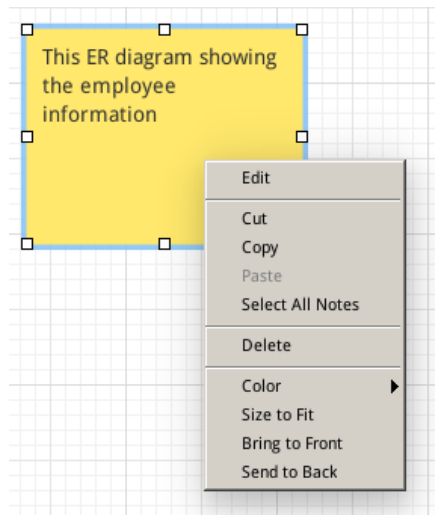 This ER diagram showing
the employee
information
Edit
Cut
Copy
Paste
Select All Notes
Delete
Color
Size to Fit
Bring to Front
Send to Back